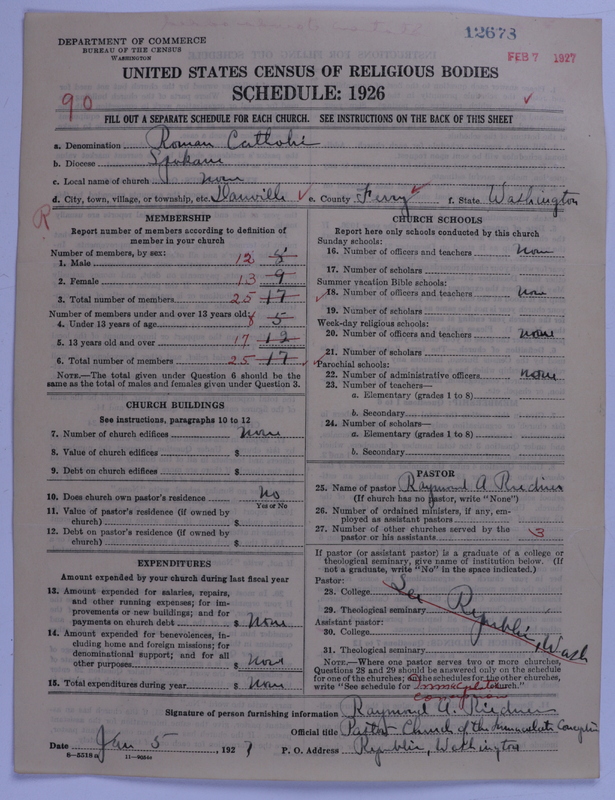 12673
FEB 7 1927
DEPARTMENT OF COMMERCE
BUREAU OF THE CENSUS
WASHINGTON
UNITED STATES CENSUS OF RELIGIOUS BODIES
SCHEDULE: 1926
90
FILL OUT A SEPARATE SCHEDULE FOR EACH CHURCH. SEE INSTRUCTIONS ON THE BACK OF THIS SHEET
a. Denomination Roman Catholic
b. Diocese Spokane
c. Local name of church none
d. City, town, village, or township, etc. Danville e. County Ferry f. State Washington
R
MEMBERSHIP
Report number of members according to definition of
member in your church
Number of members, by sex:
1. Male 12
2. Female 13 9
3. Total number of members 25 17
Number of members under and over 13 years old:
4. Under 13 years of age 8 5
5. 13 years old and over 17 12
6. Total number of members 25 17
NOTE.—The total given under Question 6 should be the
same as the total of males and females given under Question 3.
CHURCH BUILDINGS
See instructions, paragraphs 10 to 12
7. Number of church edifices none
8. Value of church edifices $
9. Debt on church edifices $
10. Does church own pastor's residence No
Yes or No
11. Value of pastor's residence (if owned by
church) $
12. Debt on pastor's residence (if owned by
church) $
EXPENDITURES
Amount expended by your church during last fiscal year
13. Amount expended for salaries, repairs,
and other running expenses; for im-
provements or new buildings; and for
payments on church debt $ None
14. Amount expended for benevolences, in-
cluding home and foreign missions; for
denominational support; and for all
other purposes $ None
15. Total expenditures during year $ None
CHURCH SCHOOLS
Report here only schools conducted by this church
Sunday schools:
16. Number of officers and teachers none
17. Number of scholars
Summer vacation Bible schools:
18. Number of officers and teachers none
19. Number of scholars
Week-day religious schools:
20. Number of officers and teachers none
21. Number of scholars
Parochial schools:
22. Number of administrative officers none
23. Number of teachers—
a. Elementary (grades 1 to 8)
b. Secondary
24. Number of scholars—
a. Elementary (grades 1 to 8)
b. Secondary
PASTOR
25. Name of pastor Raymond A Riedner
(If church has no pastor, write "None")
26. Number of ordained ministers, if any, em-
ployed as assistant pastors
27. Number of other churches served by the
pastor or his assistants 3
If pastor (or assistant pastor) is a graduate of a college or
theological seminary, give name of institution below. (If
not a graduate, write "No" in the space indicated.)
Pastor:
28. College See
29. Theological seminary Republic, Wash
Assistant pastor:
30. College
31. Theological seminary
NOTE.—Where one pastor serves two or more churches,
Questions 28 and 29 should be answered only on the schedule
for one of the churches; on the schedules for the other churches,
write "See schedule for Immaculate church."
Conception
Signature of person furnishing information Raymond A. Riedner
Official title Pastor Church of the Immaculate Conception
Date Jan 5 1927 P. O. Address Republic, Washington
8—5318a 11—9054a